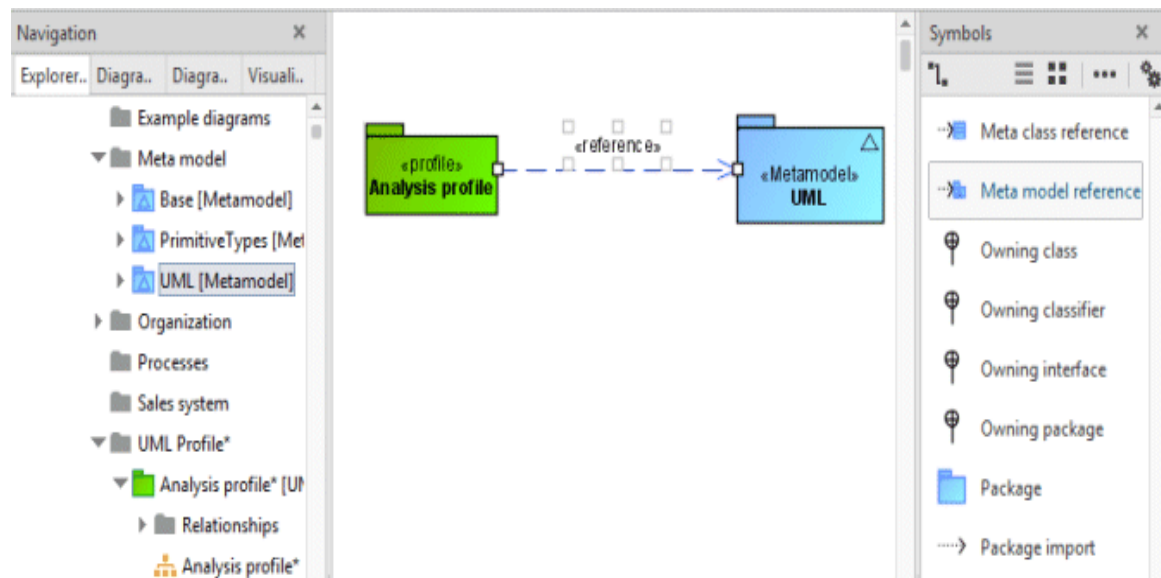 Navigation
Explorer.. Diagra.. Diagra.. Visuali..
Example diagrams
Meta model
Base [Metamodel]
PrimitiveTypes [Met
UML [Metamodel]
Organization
Processes
Sales system
UML Profile*
Analysis profile* [UM
Relationships
Analysis profile*
«profile»
Analysis profile
«reference»
«Metamodel»
UML
Symbols
Meta class reference
Meta model reference
Owning class
Owning classifier
Owning interface
Owning package
Package
Package import